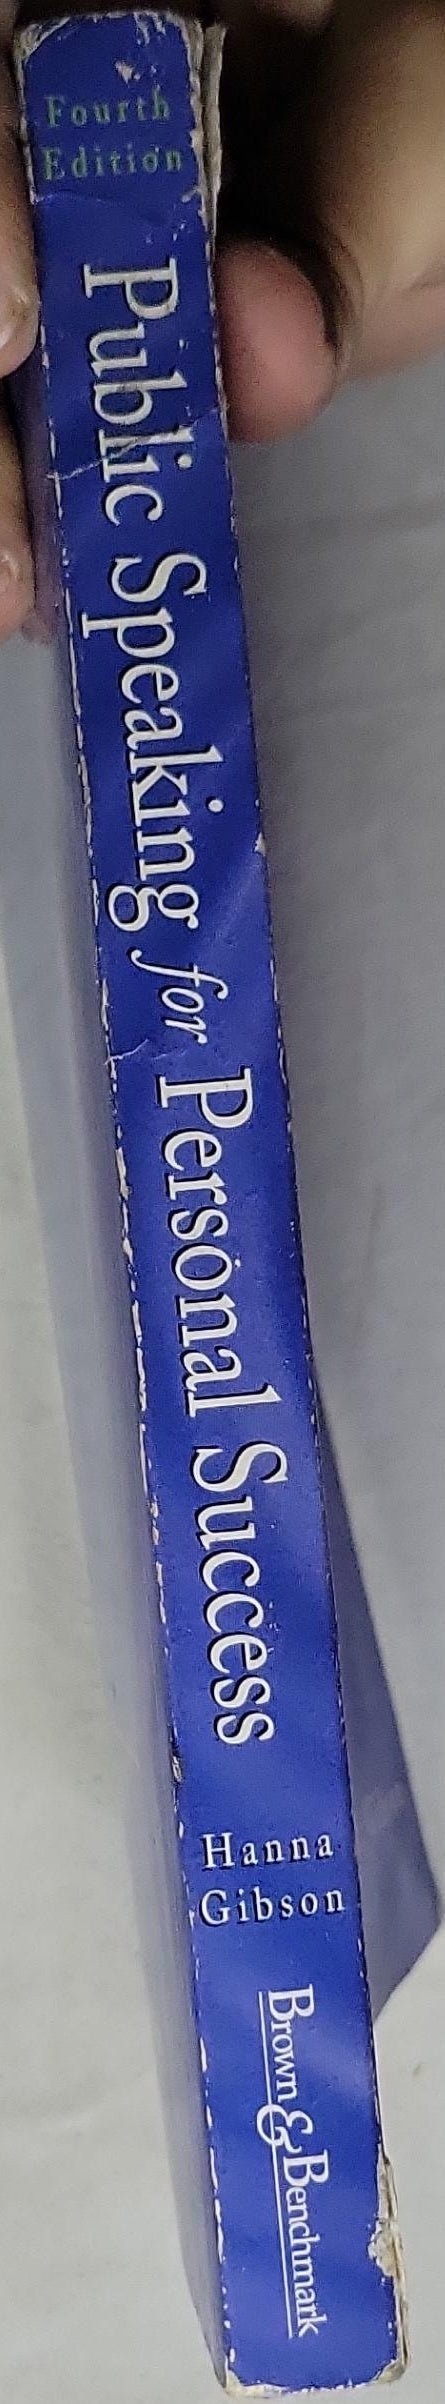 Fourth
Edition
Public Speaking for Personal Success
Hanna
Gibson
Brown & Benchmark